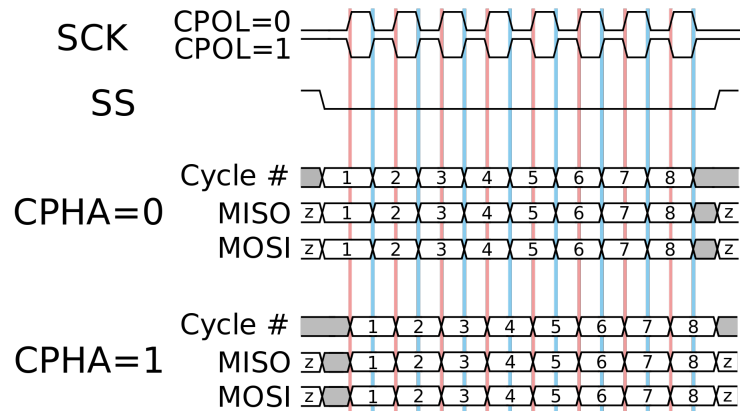 SCK CPOL=0
CPOL=1
SS
Cycle # 1 2 3 4 5 6 7 8
CPHA=0 MISO z 1 2 3 4 5 6 7 8 z
MOSI z 1 2 3 4 5 6 7 8 z
Cycle # 1 2 3 4 5 6 7 8
CPHA=1 MISO z 1 2 3 4 5 6 7 8 z
MOSI z 1 2 3 4 5 6 7 8 z